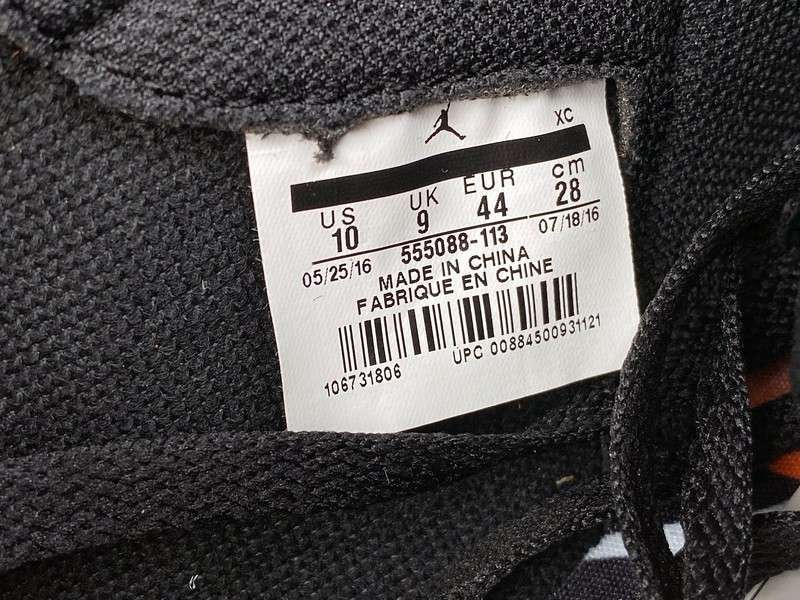 XC
US UK EUR cm
10 9 44 28
05/25/16 555088-113 07/18/16
MADE IN CHINA
FABRIQUE EN CHINE
106731806 UPC 00884500931121